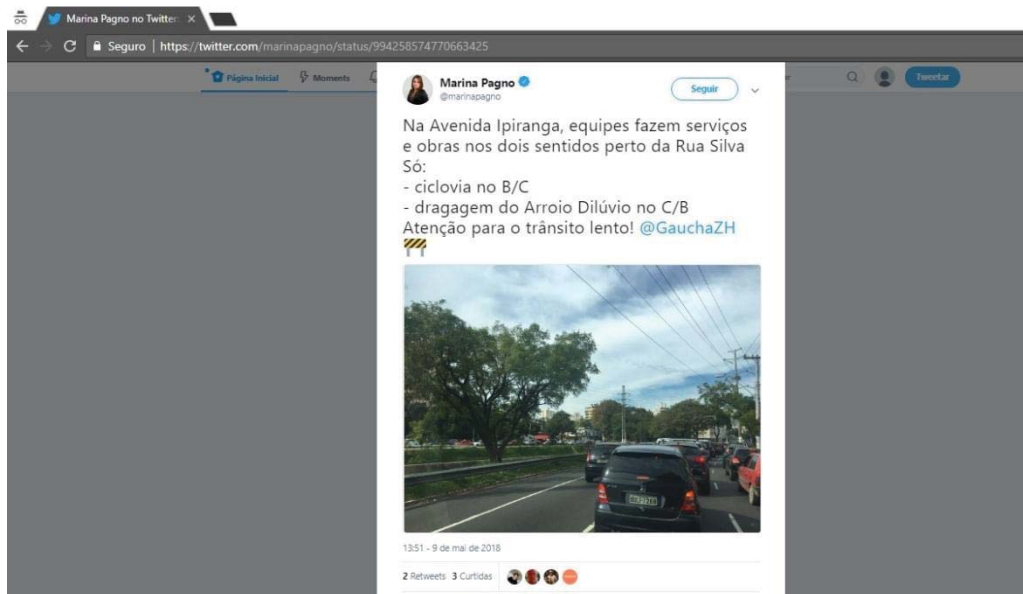 Marina Pagno no Twitter:
Seguro | https://twitter.com/marinapagno/status/994258574770663425
Página Inicial Moments
Tweetar
Marina Pagno
@marinapagno
Seguir
Na Avenida Ipiranga, equipes fazem serviços
e obras nos dois sentidos perto da Rua Silva
Só:
- ciclovia no B/C
- dragagem do Arroio Dilúvio no C/B
Atenção para o trânsito lento! @GauchaZH
13:51 - 9 de mai de 2018
2 Retweets 3 Curtidas